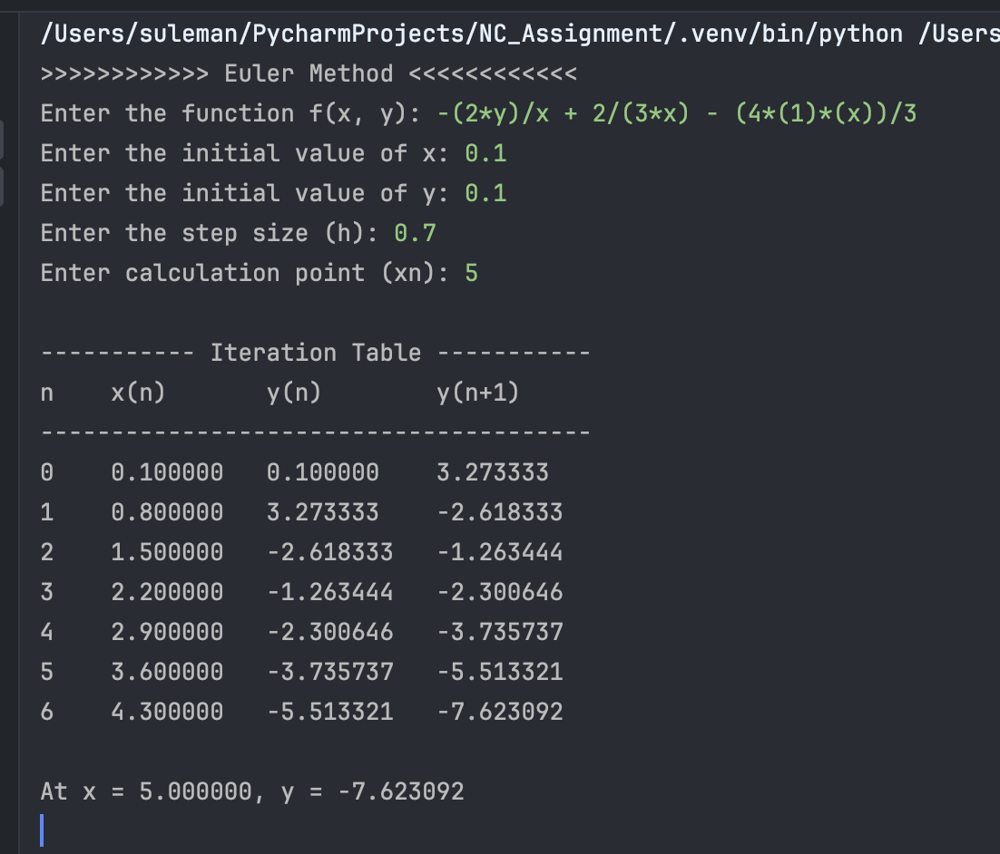 /Users/suleman/PycharmProjects/NC_Assignment/.venv/bin/python /Users
>>>>>>>>>>>> Euler Method <<<<<<<<<<<<
Enter the function f(x, y): -(2*y)/x + 2/(3*x) - (4*(1)*(x))/3
Enter the initial value of x: 0.1
Enter the initial value of y: 0.1
Enter the step size (h): 0.7
Enter calculation point (xn): 5
----------- Iteration Table -----------
n    x(n)       y(n)        y(n+1)
---------------------------------------
0    0.100000   0.100000    3.273333
1    0.800000   3.273333    -2.618333
2    1.500000   -2.618333   -1.263444
3    2.200000   -1.263444   -2.300646
4    2.900000   -2.300646   -3.735737
5    3.600000   -3.735737   -5.513321
6    4.300000   -5.513321   -7.623092
At x = 5.000000, y = -7.623092